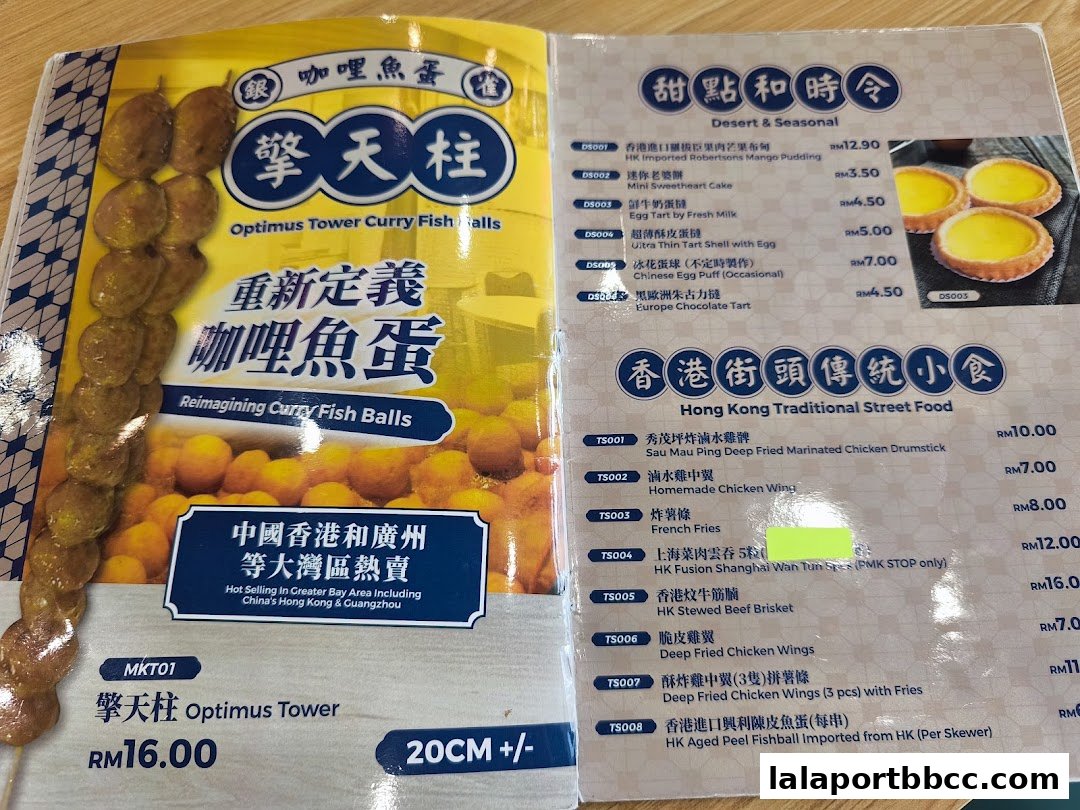 銀 咖哩魚蛋 雀
擎天柱
Optimus Tower Curry Fish Balls
重新定義
咖哩魚蛋
Reimagining Curry Fish Balls
中國香港和廣州
等大灣區熱賣
Hot Selling In Greater Bay Area Including
China's Hong Kong & Guangzhou
MKT01
擎天柱 Optimus Tower
RM16.00
20CM +/-
甜點和時令
Desert & Seasonal
DS001 香港進口羅拔臣果肉芒果布甸 RM12.90
HK Imported Robertsons Mango Pudding
DS002 迷你老婆餅 RM3.50
Mini Sweetheart Cake
DS003 鮮牛奶蛋撻 RM4.50
Egg Tart by Fresh Milk
DS004 超薄酥皮蛋撻 RM5.00
Ultra Thin Tart Shell with Egg
DS005 冰花蛋球 (不定時製作) RM7.00
Chinese Egg Puff (Occasional)
DS006 黑歐洲朱古力撻 RM4.50
Europe Chocolate Tart
DS003
香港街頭傳統小食
Hong Kong Traditional Street Food
TS001 秀茂坪炸滷水雞髀 RM10.00
Sau Mau Ping Deep Fried Marinated Chicken Drumstick
TS002 滷水雞中翼 RM7.00
Homemade Chicken Wing
TS003 炸薯條 RM8.00
French Fries
TS004 上海菜肉雲吞 5粒( RM12.00
HK Fusion Shanghai Wan Tun 5pcs (PMK STOP only)
TS005 香港炆牛筋腩 RM16.0
HK Stewed Beef Brisket
TS006 脆皮雞翼 RM7.0
Deep Fried Chicken Wings
TS007 酥炸雞中翼(3隻)拼薯條 RM11
Deep Fried Chicken Wings (3 pcs) with Fries
TS008 香港進口興利陳皮魚蛋(每串) RM
HK Aged Peel Fishball Imported from HK (Per Skewer)
lalaportbbcc.com